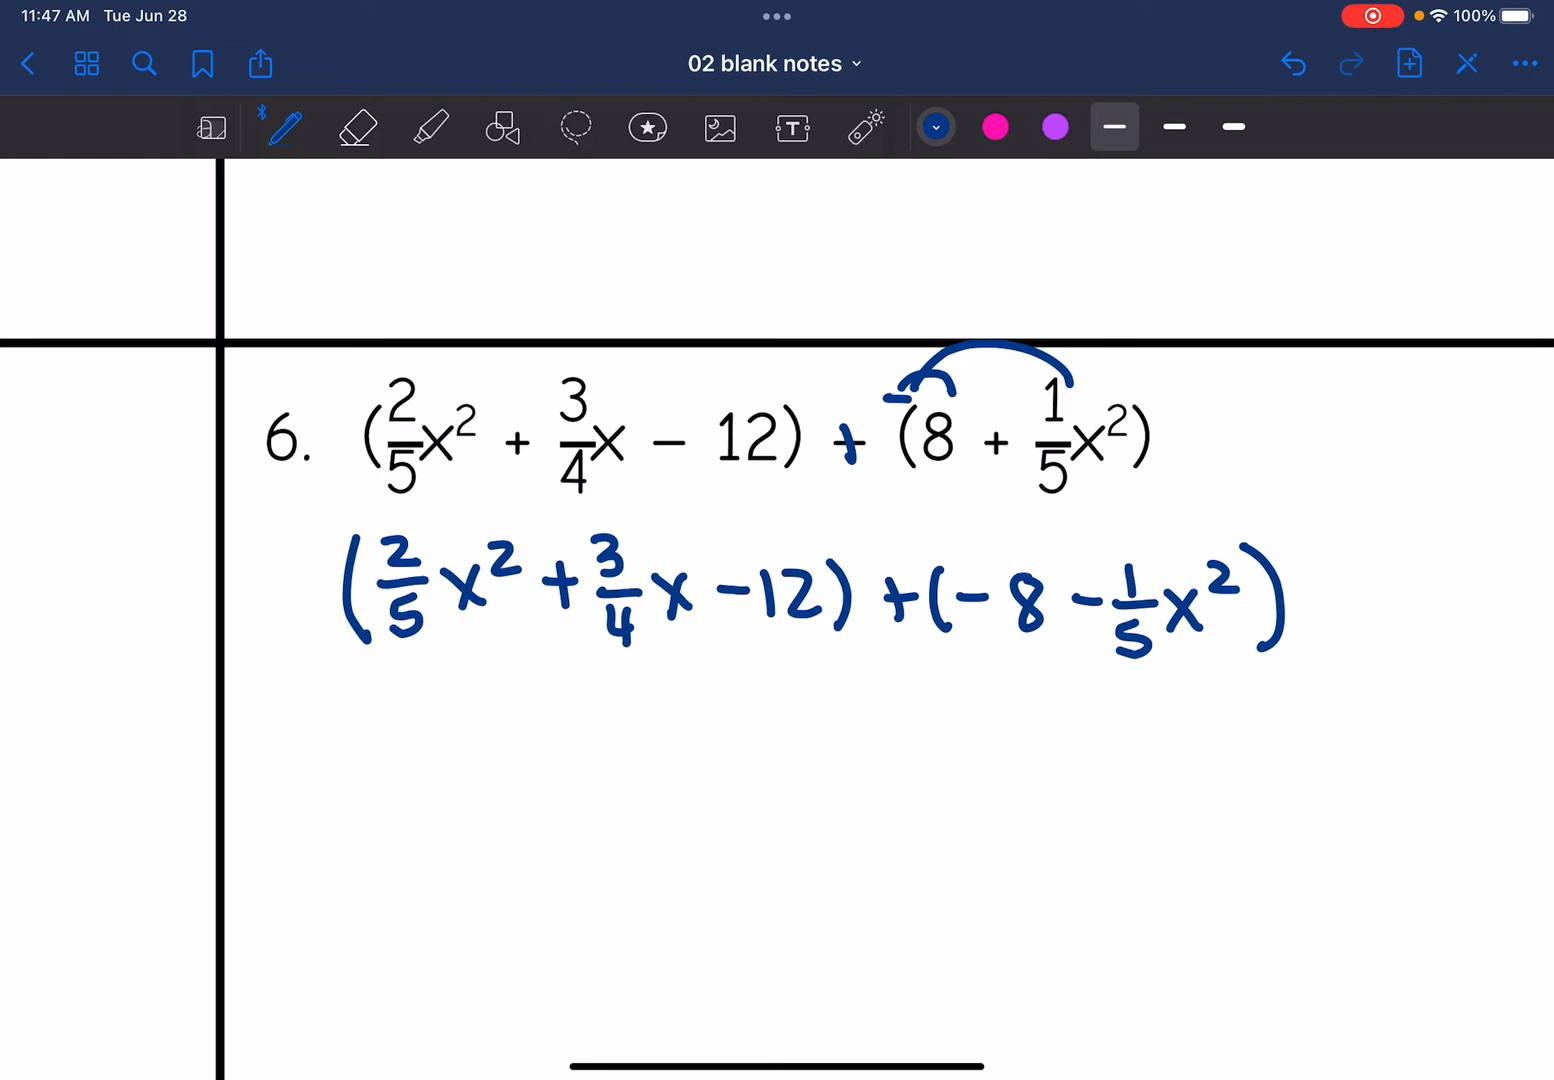 11:47 AM Tue Jun 28
100%
02 blank notes
T
6. (2/5x² + 3/4x − 12) + −(8 + 1/5x²)
(2/5x² + 3/4x − 12) + (−8 − 1/5x²)